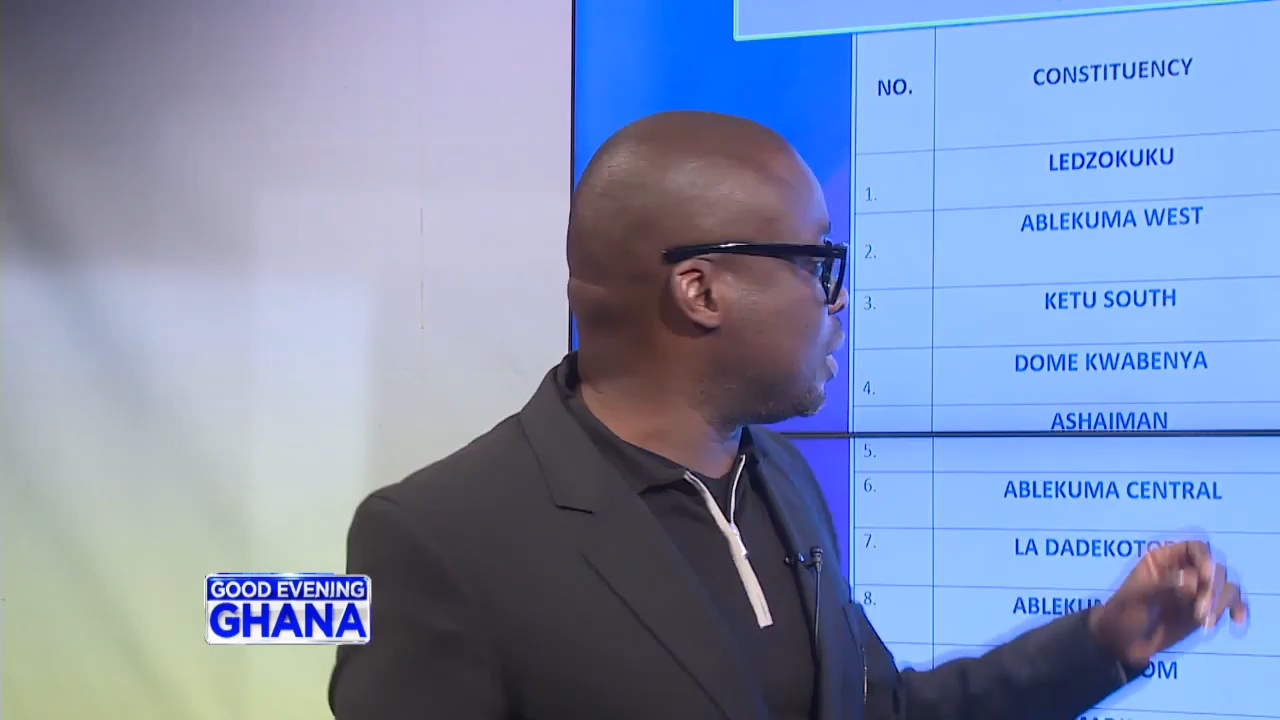 NO. CONSTITUENCY
1. LEDZOKUKU
2. ABLEKUMA WEST
3. KETU SOUTH
4. DOME KWABENYA
5. ASHAIMAN
6. ABLEKUMA CENTRAL
7. LA
8.
GOOD EVENING
GHANA